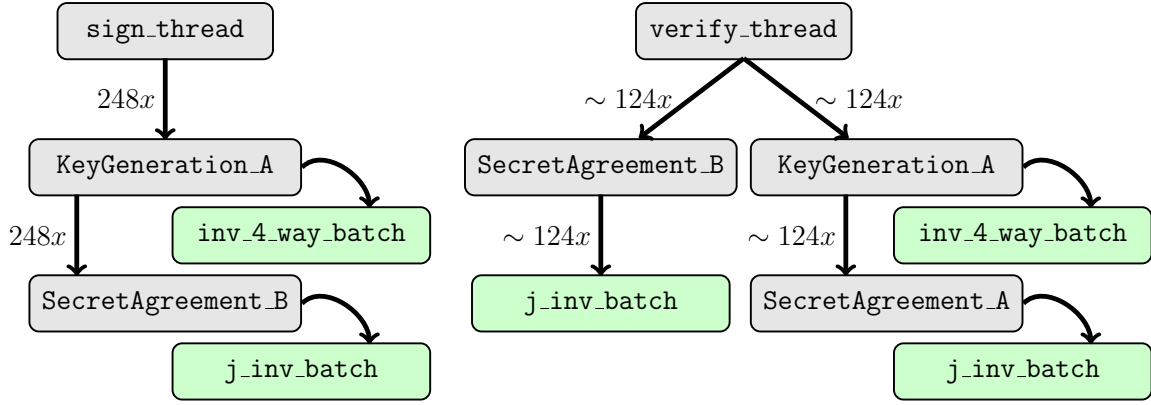 sign_thread
248x
KeyGeneration_A
inv_4_way_batch
248x
SecretAgreement_B
j_inv_batch
verify_thread
∼ 124x
∼ 124x
SecretAgreement_B
KeyGeneration_A
inv_4_way_batch
∼ 124x
∼ 124x
j_inv_batch
SecretAgreement_A
j_inv_batch